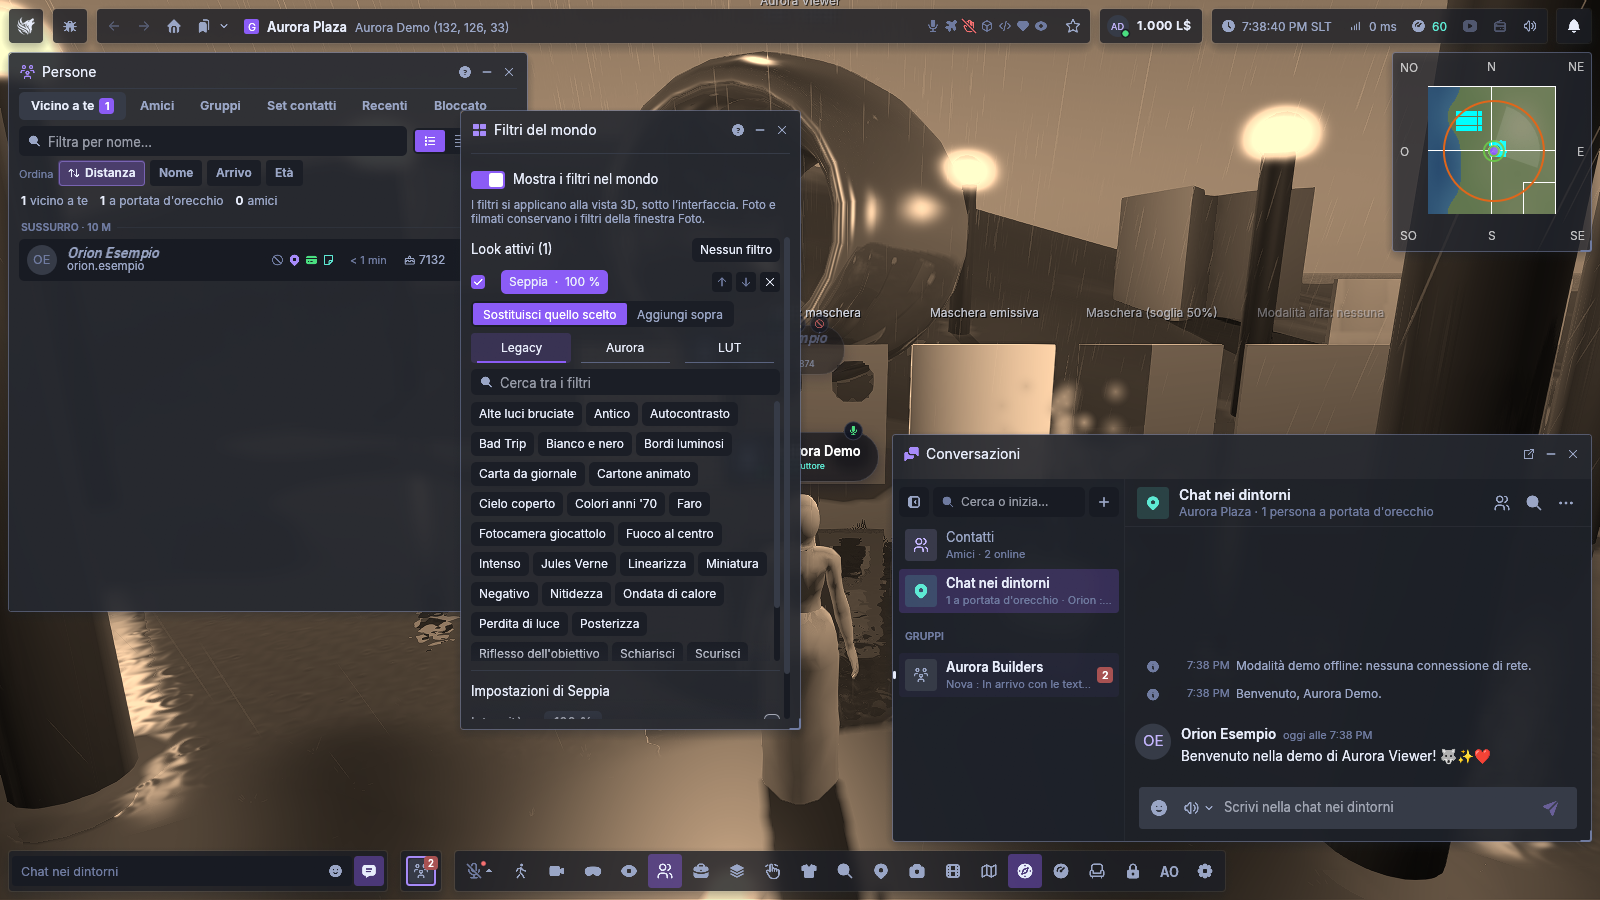 Aurora Viewer
G Aurora Plaza Aurora Demo (132, 126, 33)
AD 1.000 L$
7:38:40 PM SLT 0 ms 60
Persone
Vicino a te 1 Amici Gruppi Set contatti Recenti Bloccato
Filtra per nome...
Ordina Distanza Nome Arrivo Età
1 vicino a te 1 a portata d'orecchio 0 amici
SUSSURRO · 10 M
OE Orion Esempio
orion.esempio
< 1 min 7132
Filtri del mondo
Mostra i filtri nel mondo
I filtri si applicano alla vista 3D, sotto l'interfaccia. Foto e
filmati conservano i filtri della finestra Foto.
Look attivi (1) Nessun filtro
Seppia · 100 %
Sostituisci quello scelto Aggiungi sopra
Legacy Aurora LUT
Cerca tra i filtri
Alte luci bruciate Antico Autocontrasto
Bad Trip Bianco e nero Bordi luminosi
Carta da giornale Cartone animato
Cielo coperto Colori anni '70 Faro
Fotocamera giocattolo Fuoco al centro
Intenso Jules Verne Linearizza Miniatura
Negativo Nitidezza Ondata di calore
Perdita di luce Posterizza
Riflesso dell'obiettivo Schiarisci Scurisci
Impostazioni di Seppia
NO N NE
O E
SO S SE
maschera Maschera emissiva Maschera (soglia 50%) Modalità alfa: nessuna
mpio
874
ora Demo
uttore
Conversazioni
Cerca o inizia...
Contatti
Amici · 2 online
Chat nei dintorni
1 a portata d'orecchio · Orion :...
GRUPPI
Aurora Builders
Nova : In arrivo con le text... 2
Chat nei dintorni
Aurora Plaza · 1 persona a portata d'orecchio
7:38 PM Modalità demo offline: nessuna connessione di rete.
7:38 PM Benvenuto, Aurora Demo.
OE Orion Esempio oggi alle 7:38 PM
Benvenuto nella demo di Aurora Viewer! 🐺✨❤️
Scrivi nella chat nei dintorni
Chat nei dintorni
2
AO